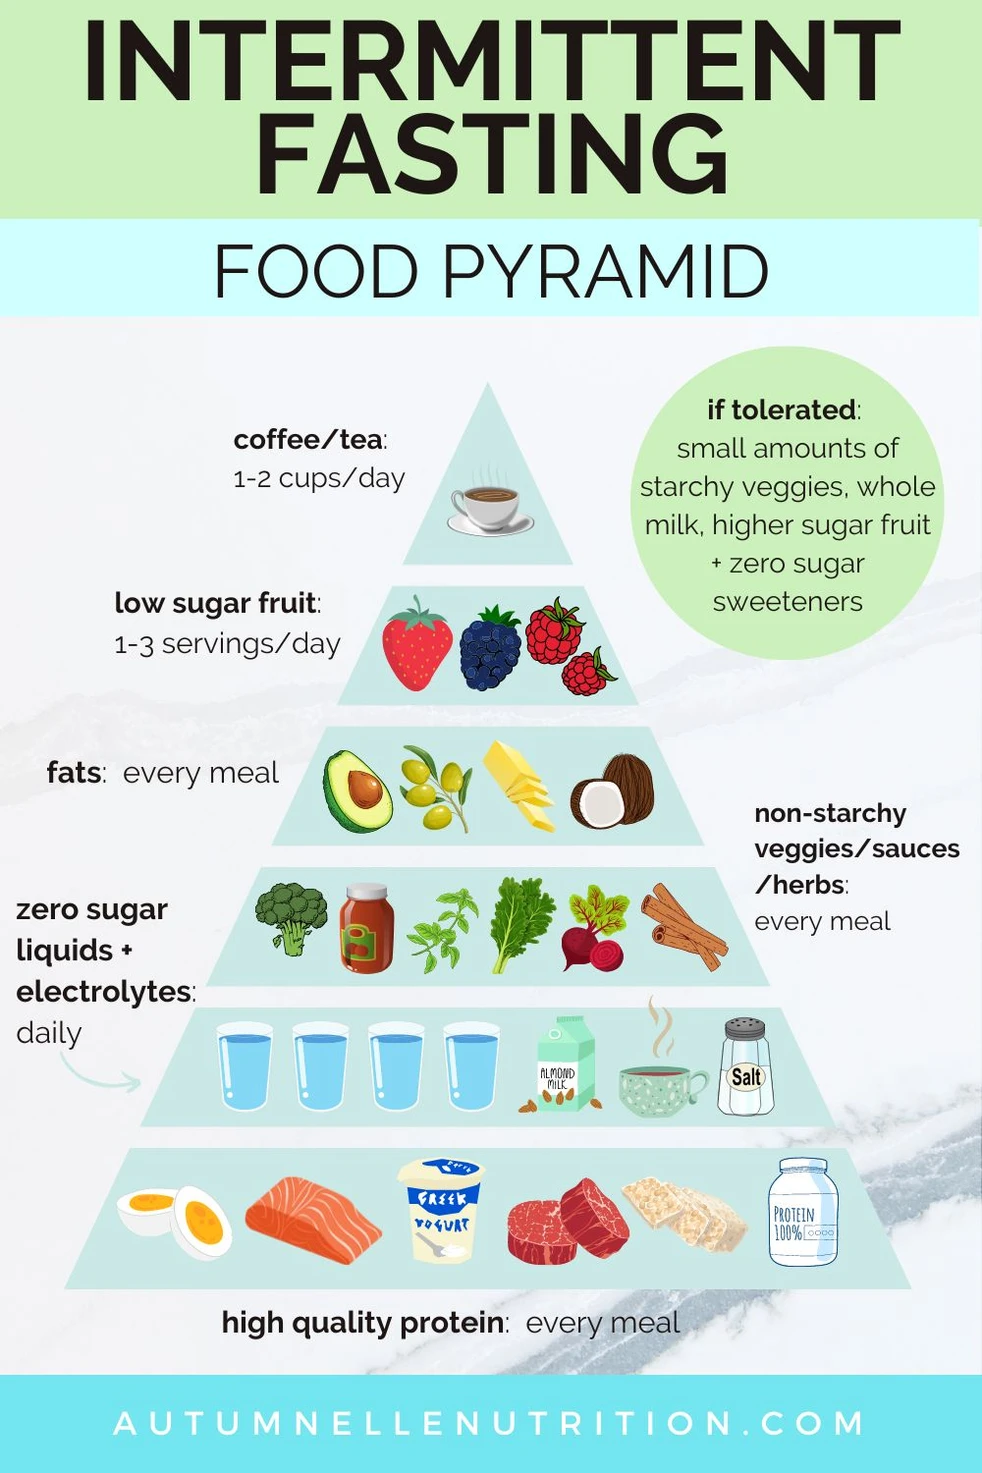 INTERMITTENT
FASTING
FOOD PYRAMID
if tolerated:
small amounts of
starchy veggies, whole
milk, higher sugar fruit
+ zero sugar
sweeteners
coffee/tea:
1-2 cups/day
low sugar fruit:
1-3 servings/day
fats: every meal
non-starchy
veggies/sauces
/herbs:
every meal
zero sugar
liquids +
electrolytes:
daily
ALMOND
MILK
Salt
GREEK
YOGURT
PROTEIN
100%
high quality protein: every meal
AUTUMNELLENUTRITION.COM